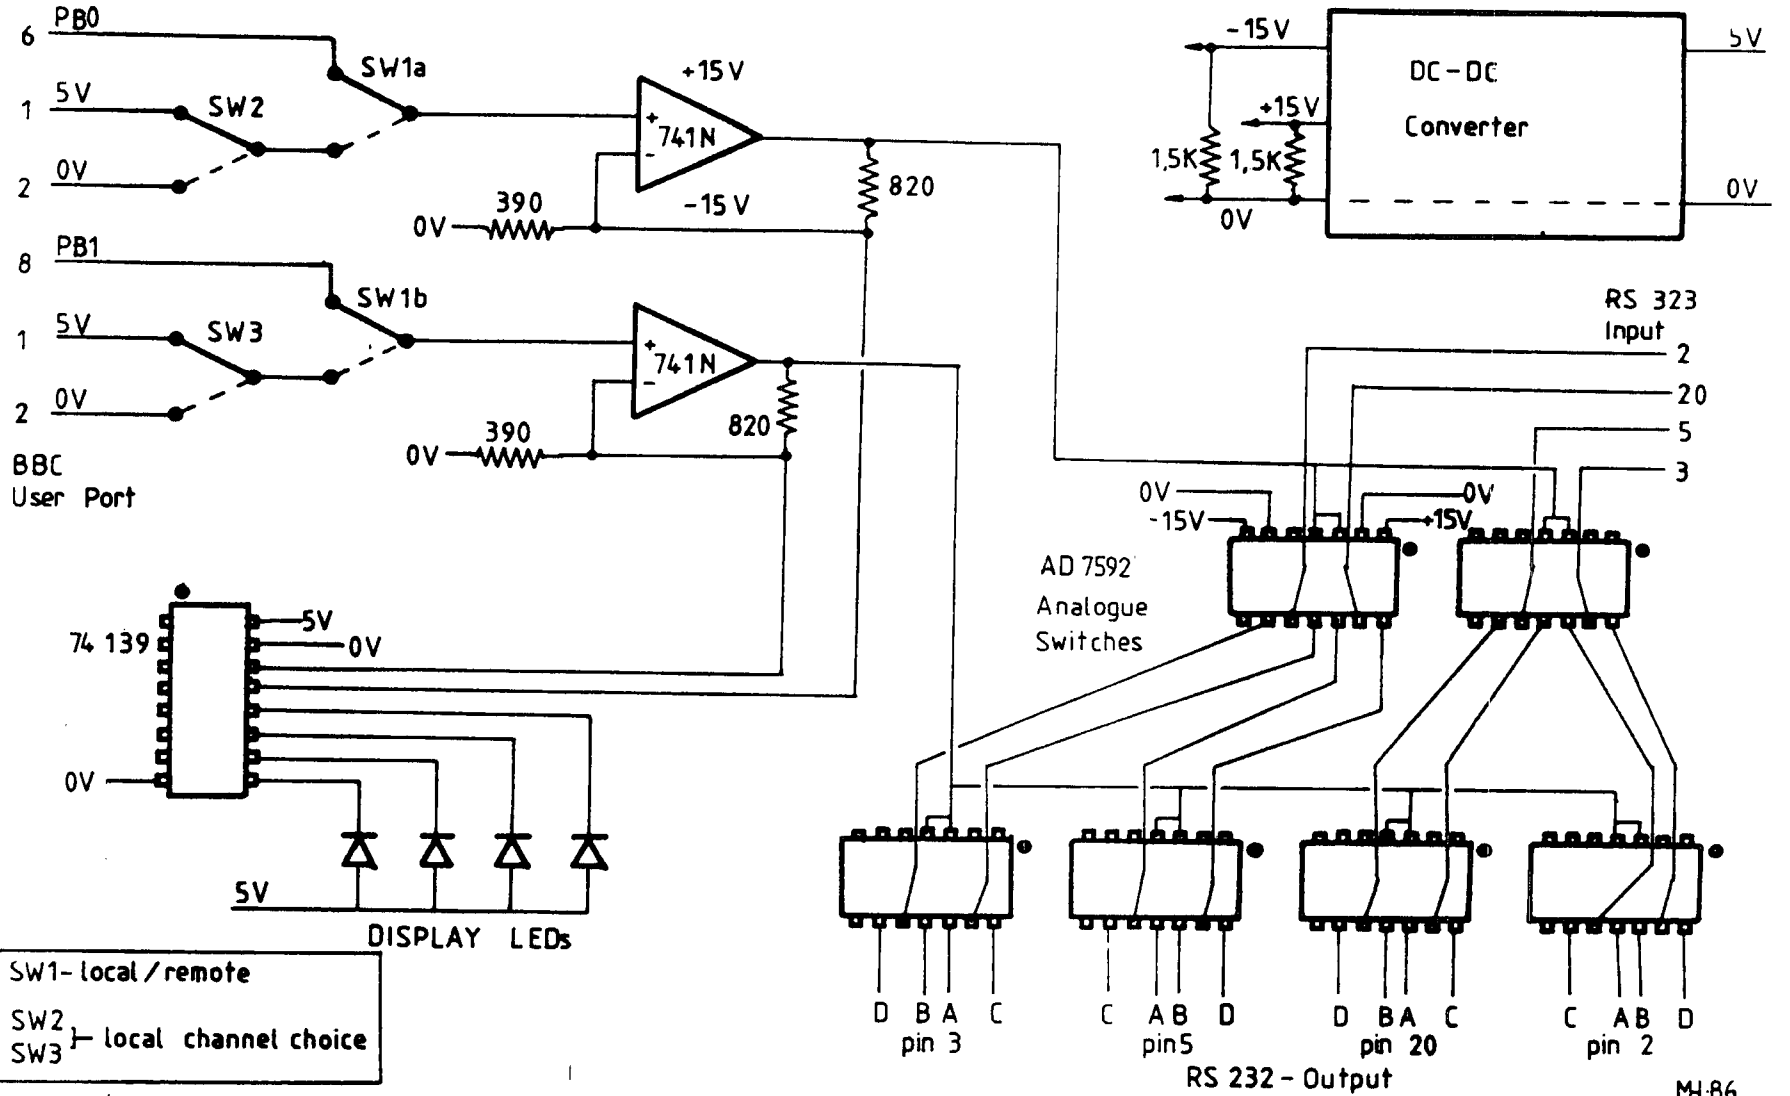 6 PB0
SW1a
1 5V
SW2
2 0V
+15V
+
741N
-
-15V
390
0V
820
8 PB1
SW1b
1 5V
SW3
2 0V
+
741N
-
390
0V
820
BBC
User Port
-15V
+15V
1,5K
1,5K
0V
DC-DC
Converter
5V
0V
RS 323
Input
2
20
5
3
0V
-15V
0V
+15V
AD 7592
Analogue
Switches
74 139
5V
0V
0V
5V
DISPLAY LEDs
D B A C
pin 3
C A B D
pin5
D B A C
pin 20
C A B D
pin 2
RS 232 - Output
SW1- local/remote
SW2
SW3
local channel choice
MH.86